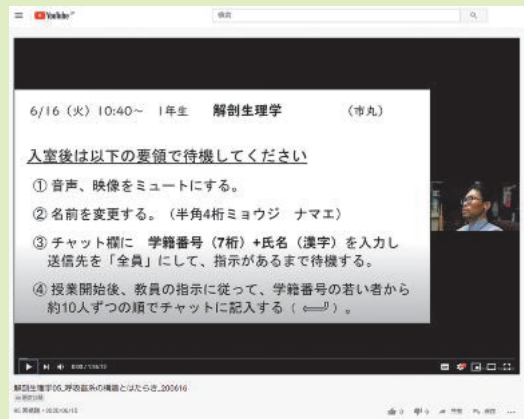 YouTube JP
検索
6/16（火）10:40～　1年生　解剖生理学　（市丸）
入室後は以下の要領で待機してください
① 音声、映像をミュートにする。
② 名前を変更する。（半角4桁ミョウジ　ナマエ）
③ チャット欄に　学籍番号（7桁）+氏名（漢字）を入力し
送信先を「全員」にして、指示があるまで待機する。
④ 授業開始後、教員の指示に従って、学籍番号の若い者から
約10人ずつの順でチャットに記入する（　）。
解剖生理学05_呼吸器系の構造とはたらき_200616